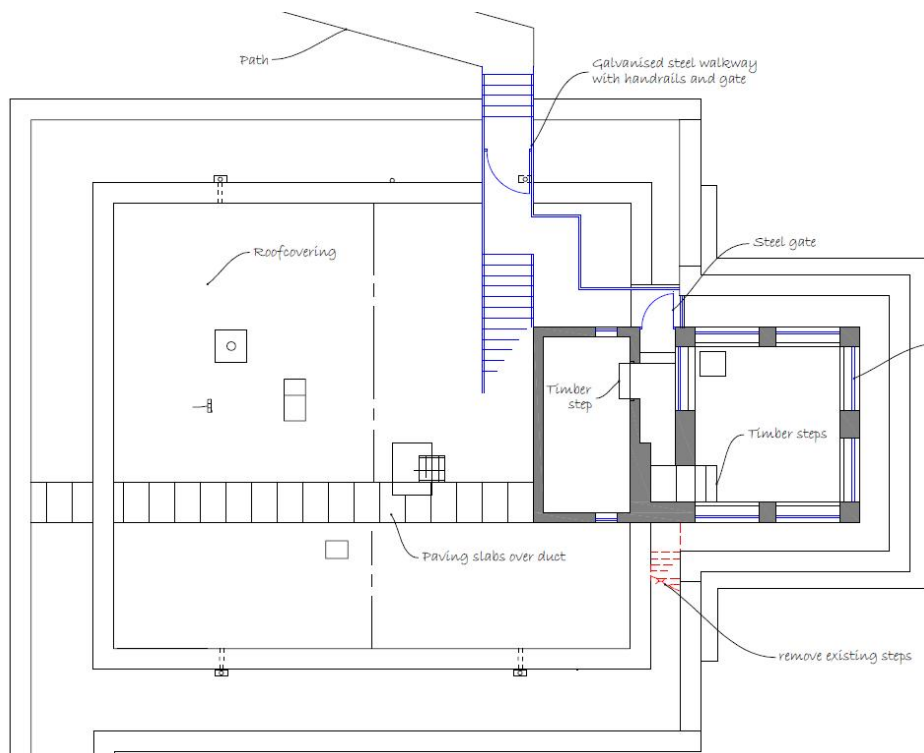 Path
Galvanised steel walkway
with handrails and gate
Steel gate
Roofcovering
Timber
step
Timber steps
Paving slabs over duct
remove existing steps